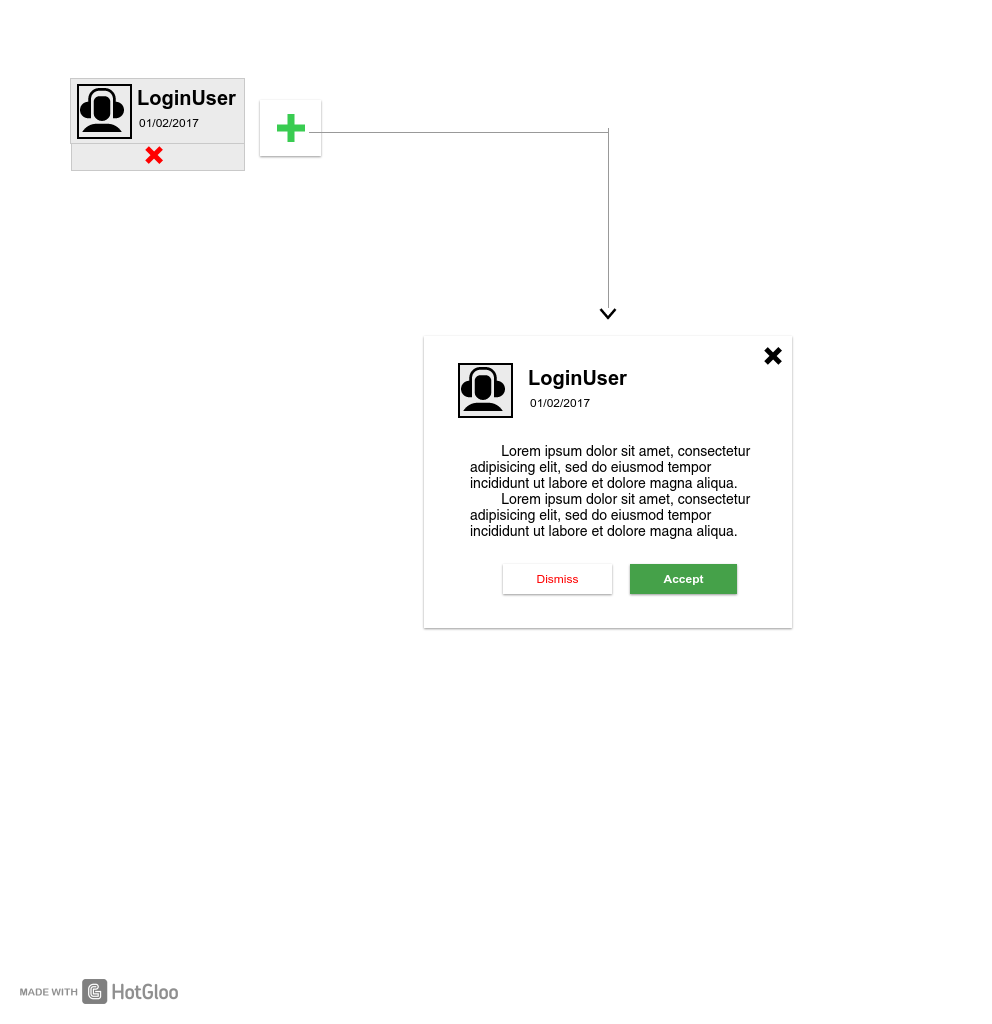 LoginUser
01/02/2017
LoginUser
01/02/2017
Lorem ipsum dolor sit amet, consectetur
adipisicing elit, sed do eiusmod tempor
incididunt ut labore et dolore magna aliqua.
Lorem ipsum dolor sit amet, consectetur
adipisicing elit, sed do eiusmod tempor
incididunt ut labore et dolore magna aliqua.
Dismiss
Accept
MADE WITH HotGloo